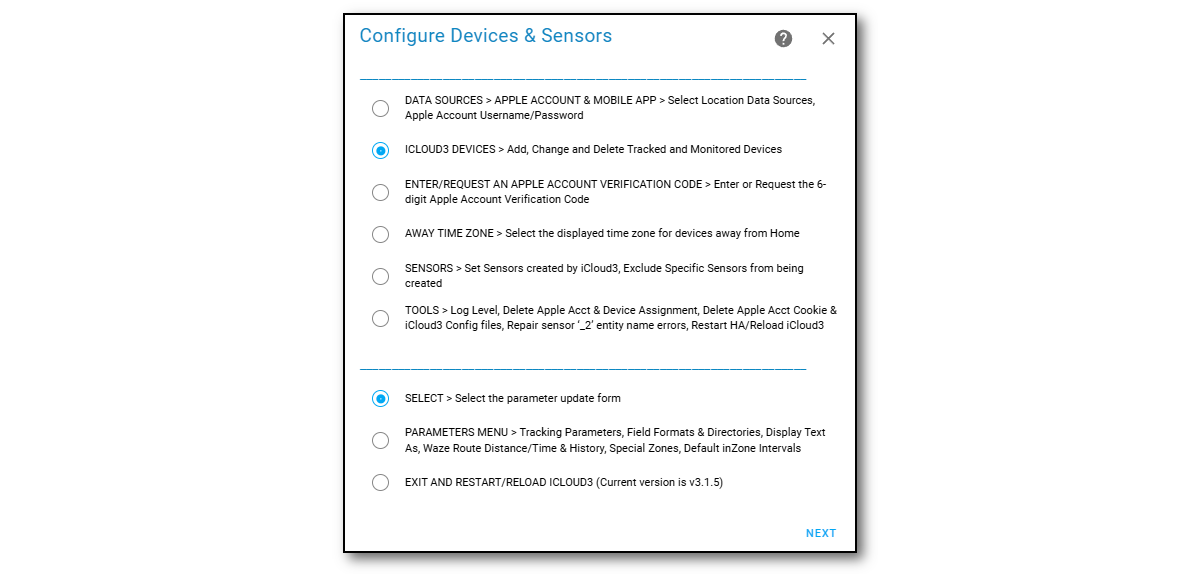 Configure Devices & Sensors
DATA SOURCES > APPLE ACCOUNT & MOBILE APP > Select Location Data Sources,
Apple Account Username/Password
ICLOUD3 DEVICES > Add, Change and Delete Tracked and Monitored Devices
ENTER/REQUEST AN APPLE ACCOUNT VERIFICATION CODE > Enter or Request the 6-
digit Apple Account Verification Code
AWAY TIME ZONE > Select the displayed time zone for devices away from Home
SENSORS > Set Sensors created by iCloud3, Exclude Specific Sensors from being
created
TOOLS > Log Level, Delete Apple Acct & Device Assignment, Delete Apple Acct Cookie &
iCloud3 Config files, Repair sensor ‘_2’ entity name errors, Restart HA/Reload iCloud3
SELECT > Select the parameter update form
PARAMETERS MENU > Tracking Parameters, Field Formats & Directories, Display Text
As, Waze Route Distance/Time & History, Special Zones, Default inZone Intervals
EXIT AND RESTART/RELOAD ICLOUD3 (Current version is v3.1.5)
NEXT